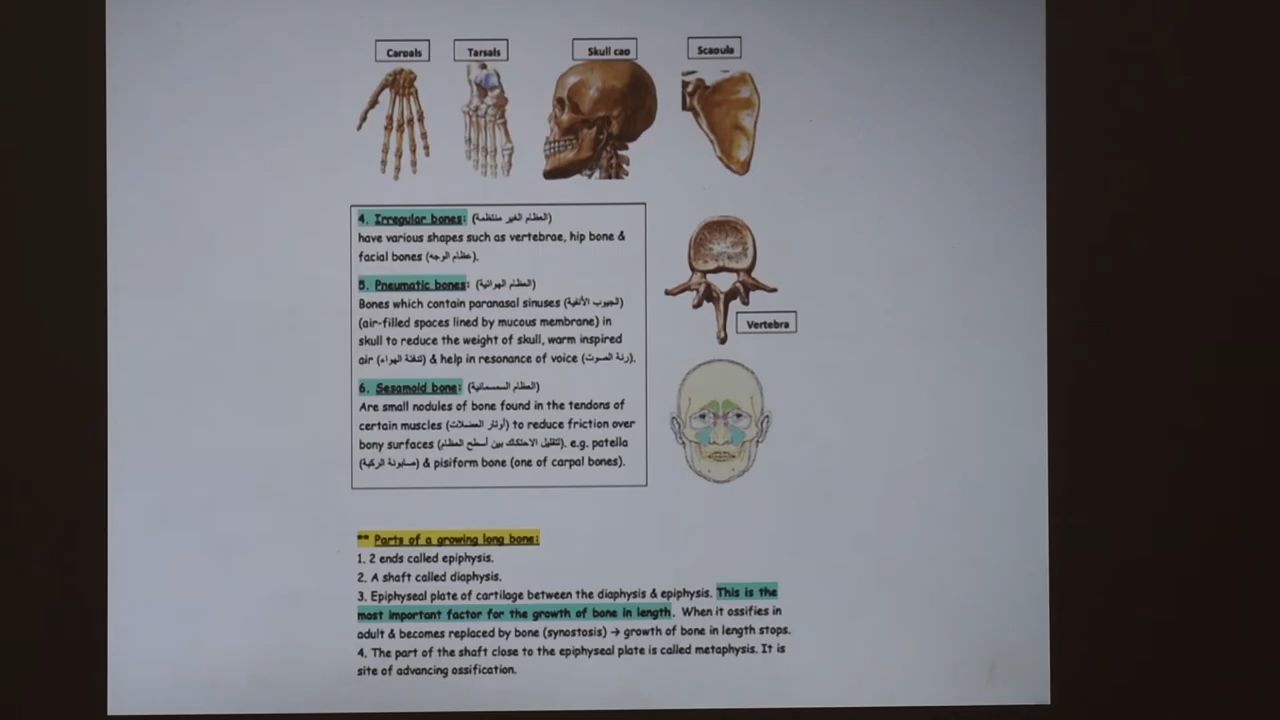 Carpals
Tarsals
Skull cap
Scapula
4. Irregular bones: (العظام الغير منتظمة)
have various shapes such as vertebrae, hip bone &
facial bones (عظام الوجه).
5. Pneumatic bones: (العظام الهوائية)
Bones which contain paranasal sinuses (الجيوب الأنفية)
(air-filled spaces lined by mucous membrane) in
skull to reduce the weight of skull, warm inspired
air (تدفئة الهواء) & help in resonance of voice (رنة الصوت).
6. Sesamoid bone: (العظام السمسمائية)
Are small nodules of bone found in the tendons of
certain muscles (أوتار العضلات) to reduce friction over
bony surfaces (لتقليل الاحتكاك بين أسطح العظام). e.g. patella
(صابونة الركبة) & pisiform bone (one of carpal bones).
Vertebra
** Parts of a growing long bone:
1. 2 ends called epiphysis.
2. A shaft called diaphysis.
3. Epiphyseal plate of cartilage between the diaphysis & epiphysis. This is the
most important factor for the growth of bone in length. When it ossifies in
adult & becomes replaced by bone (synostosis) → growth of bone in length stops.
4. The part of the shaft close to the epiphyseal plate is called metaphysis. It is
site of advancing ossification.